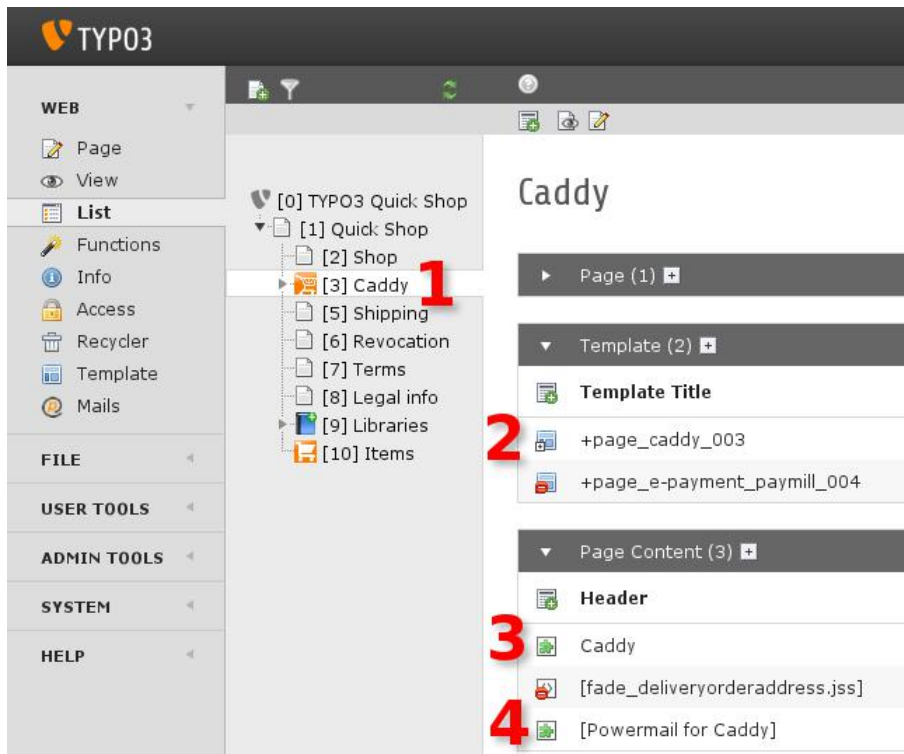 TYPO3
WEB
Page
View
List
Functions
Info
Access
Recycler
Template
Mails
FILE
USER TOOLS
ADMIN TOOLS
SYSTEM
HELP
[0] TYPO3 Quick Shop
[1] Quick Shop
[2] Shop
[3] Caddy 1
[5] Shipping
[6] Revocation
[7] Terms
[8] Legal info
[9] Libraries
[10] Items
Caddy
Page (1)
Template (2)
Template Title
2 +page_caddy_003
+page_e-payment_paymill_004
Page Content (3)
Header
3 Caddy
[fade_deliveryorderaddress.jss]
4 [Powermail for Caddy]